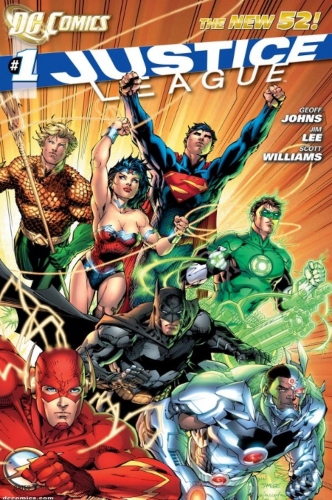 DC COMICS
THE NEW 52!
#1
JUSTICE
LEAGUE
GEOFF
JOHNS
JIM
LEE
SCOTT
WILLIAMS
dccomics.com